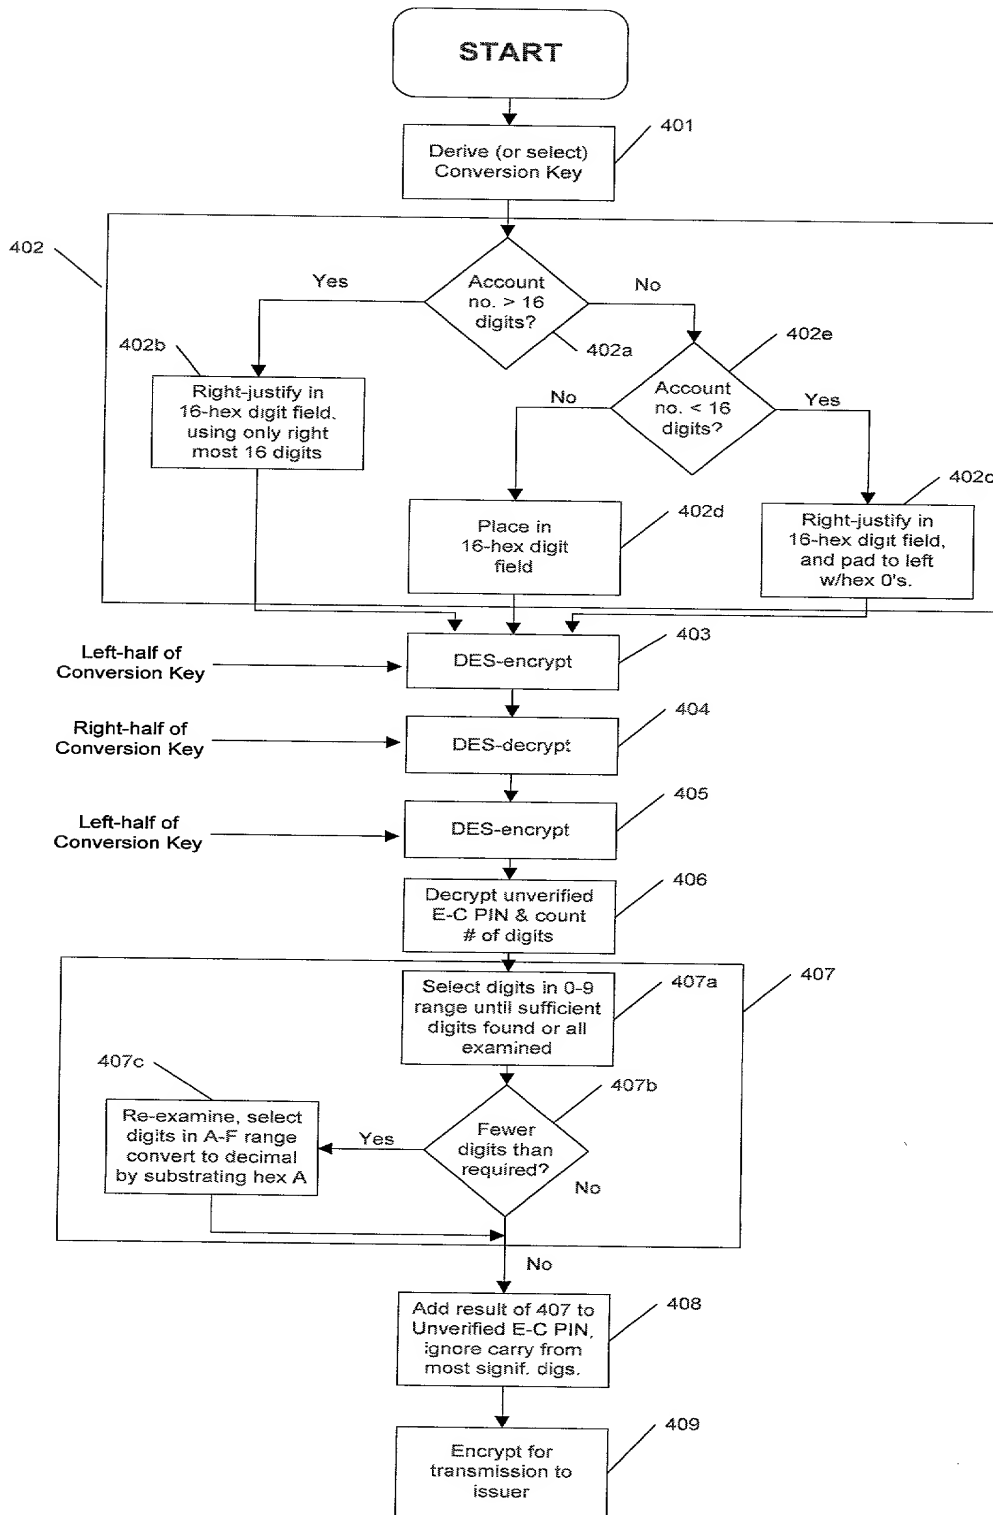 START
401
Derive (or select)
Conversion Key
402
Yes
Account
no. > 16
digits?
No
402a
402e
402b
Right-justify in
16-hex digit field.
using only right
most 16 digits
No
Account
no. < 16
digits?
Yes
402c
Place in
16-hex digit
field
402d
Right-justify in
16-hex digit field,
and pad to left
w/hex 0's.
Left-half of
Conversion Key
DES-encrypt
403
Right-half of
Conversion Key
DES-decrypt
404
Left-half of
Conversion Key
DES-encrypt
405
Decrypt unverified
E-C PIN & count
# of digits
406
Select digits in 0-9
range until sufficient
digits found or all
examined
407a
407
407c
Re-examine, select
digits in A-F range
convert to decimal
by substrating hex A
Yes
Fewer
digits than
required?
407b
No
No
Add result of 407 to
Unverified E-C PIN,
ignore carry from
most signif. digs.
408
Encrypt for
transmission to
issuer
409